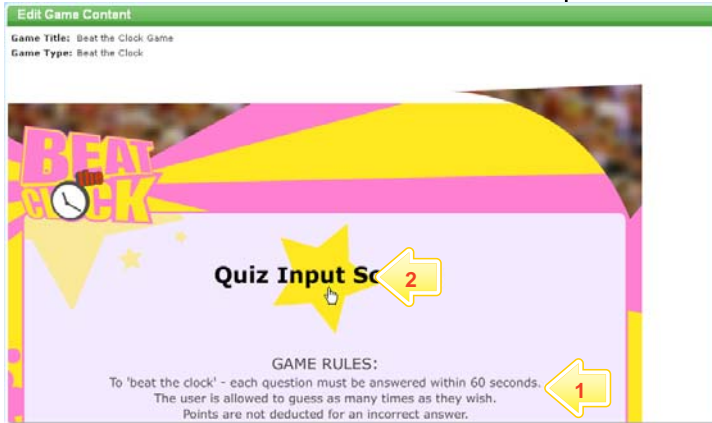 Edit Game Content
Game Title: Beat the Clock Game
Game Type: Beat the Clock
BEAT
the
CLOCK
Quiz Input Sc
2
GAME RULES:
To 'beat the clock' - each question must be answered within 60 seconds.
1
The user is allowed to guess as many times as they wish.
Points are not deducted for an incorrect answer.